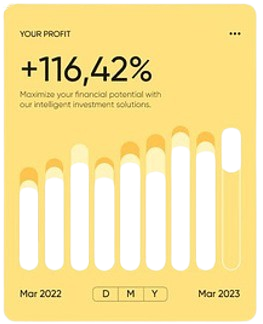 YOUR PROFIT
+116,42%
Maximize your financial potential with
our intelligent investment solutions.
Mar 2022 D M Y Mar 2023